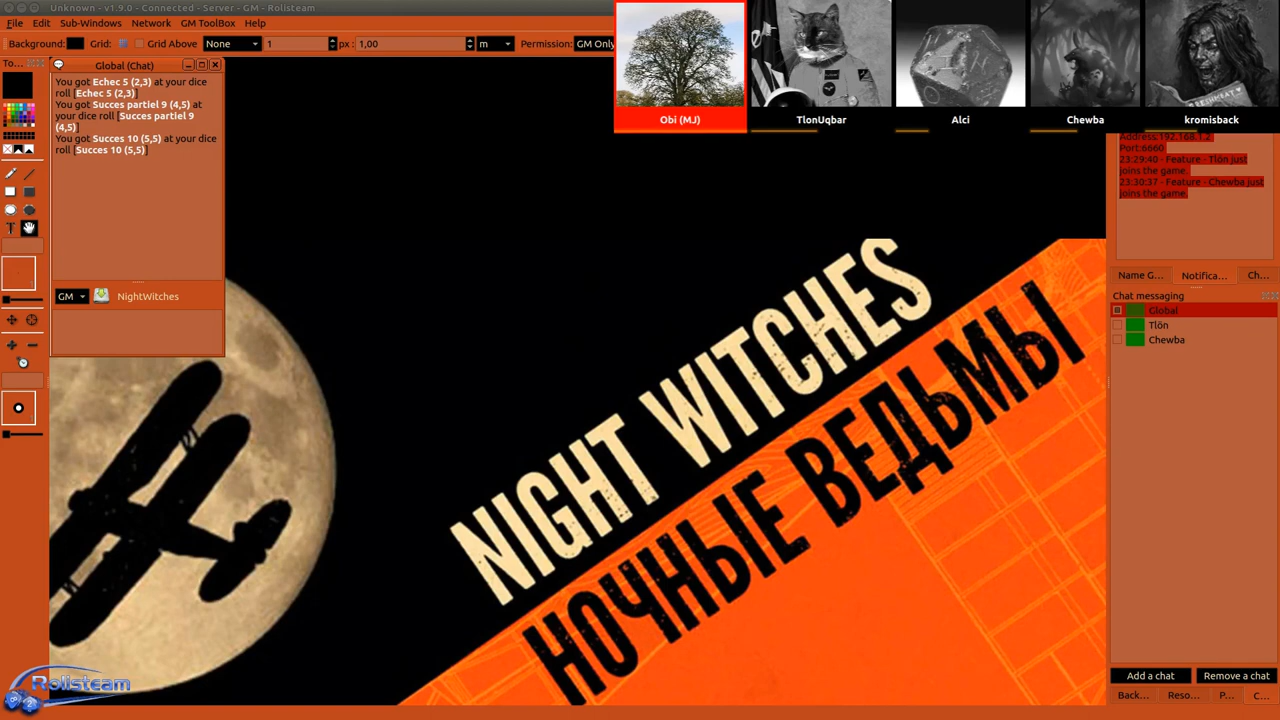 Unknown - v1.9.0 - Connected - Server - GM - Rolisteam
File Edit Sub-Windows Network GM ToolBox Help
Background: Grid: Grid Above None 1 px : 1,00 m Permission: GM Only
To...
Global (Chat)
You got Echec 5 (2,3) at your dice
roll [Echec 5 (2,3)]
You got Succes partiel 9 (4,5) at
your dice roll [Succes partiel 9
(4,5)]
You got Succes 10 (5,5) at your dice
roll [Succes 10 (5,5)]
GM NightWitches
Obi (MJ) TlonUqbar Alci Chewba kromisback
Address:192.168.1.2
Port:6660
23:29:40 - Feature - Tlön just
joins the game.
23:30:37 - Feature - Chewba just
joins the game.
Name G... Notifica... Ch...
Chat messaging
Global
Tlön
Chewba
NIGHT WITCHES
НОЧНЫЕ ВЕДЬМЫ
Rolisteam
Add a chat Remove a chat
Back... Reso... P... C...